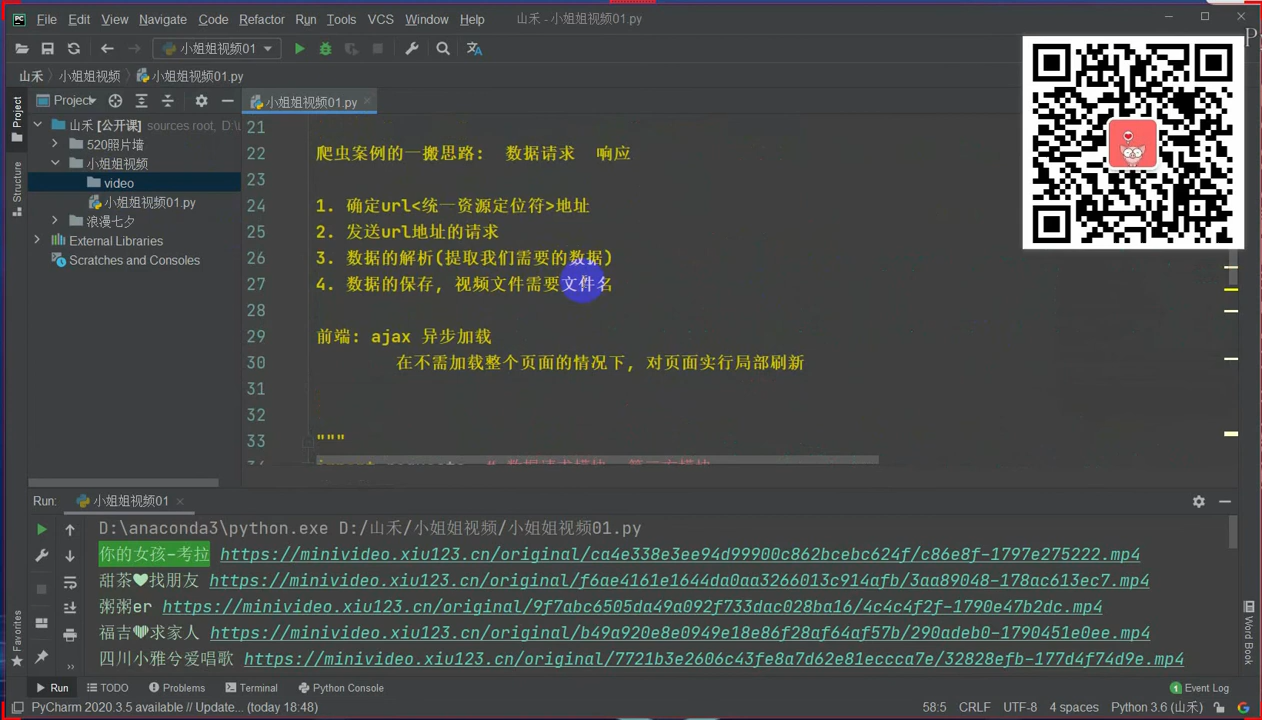 File Edit View Navigate Code Refactor Run Tools VCS Window Help 山禾 - 小姐姐视频01.py
小姐姐视频01
山禾 小姐姐视频 小姐姐视频01.py
Project 小姐姐视频01.py
山禾 [公开课] sources root, D:\
520照片墙
小姐姐视频
video
小姐姐视频01.py
浪漫七夕
External Libraries
Scratches and Consoles
Project
Structure
Favorites
21
22 爬虫案例的一搬思路： 数据请求 响应
23
24 1. 确定url<统一资源定位符>地址
25 2. 发送url地址的请求
26 3. 数据的解析(提取我们需要的数据)
27 4. 数据的保存, 视频文件需要文件名
28
29 前端: ajax 异步加载
30 在不需加载整个页面的情况下, 对页面实行局部刷新
31
32
33 """
Run: 小姐姐视频01
D:\anaconda3\python.exe D:/山禾/小姐姐视频/小姐姐视频01.py
你的女孩-考拉 https://minivideo.xiu123.cn/original/ca4e338e3ee94d99900c862bcebc624f/c86e8f-1797e275222.mp4
甜茶♥找朋友 https://minivideo.xiu123.cn/original/f6ae4161e1644da0aa3266013c914afb/3aa89048-178ac613ec7.mp4
粥粥er https://minivideo.xiu123.cn/original/9f7abc6505da49a092f733dac028ba16/4c4c4f2f-1790e47b2dc.mp4
福吉♥求家人 https://minivideo.xiu123.cn/original/b49a920e8e0949e18e86f28af64af57b/290adeb0-1790451e0ee.mp4
四川小雅兮爱唱歌 https://minivideo.xiu123.cn/original/7721b3e2606c43fe8a7d62e81eccca7e/32828efb-177d4f74d9e.mp4
Word Book
Run TODO Problems Terminal Python Console 1 Event Log
PyCharm 2020.3.5 available // Update... (today 18:48) 58:5 CRLF UTF-8 4 spaces Python 3.6 (山禾)